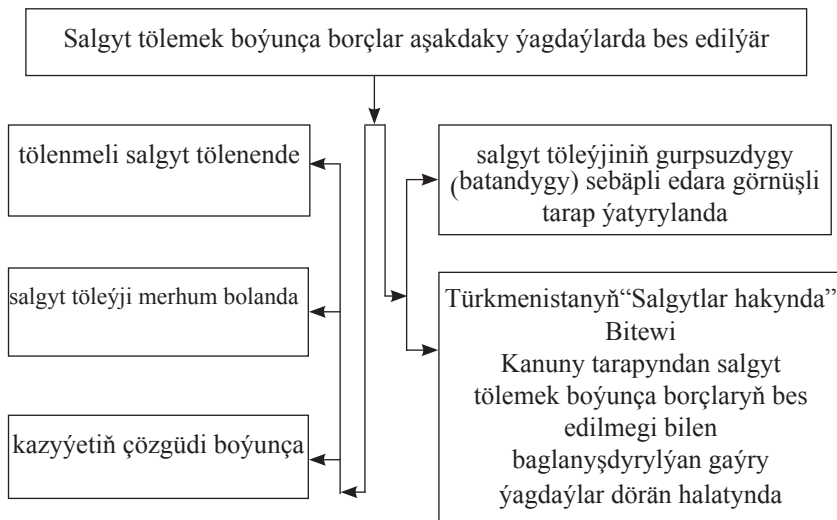 Salgyt tölemek boýunça borçlar aşakdaky ýagdaýlarda bes edilýär
tölenmeli salgyt tölenende
salgyt töleýji merhum bolanda
kazyýetiň çözgüdi boýunça
salgyt töleýjiniň gurpsuzdygy
(batandygy) sebäpli edara görnüşli
tarap ýatyrylanda
Türkmenistanyň“Salgytlar hakynda”
Bitewi
Kanuny tarapyndan salgyt
tölemek boýunça borçlaryň bes
edilmegi bilen
baglanyşdyrylýan gaýry
ýagdaýlar dörän halatynda